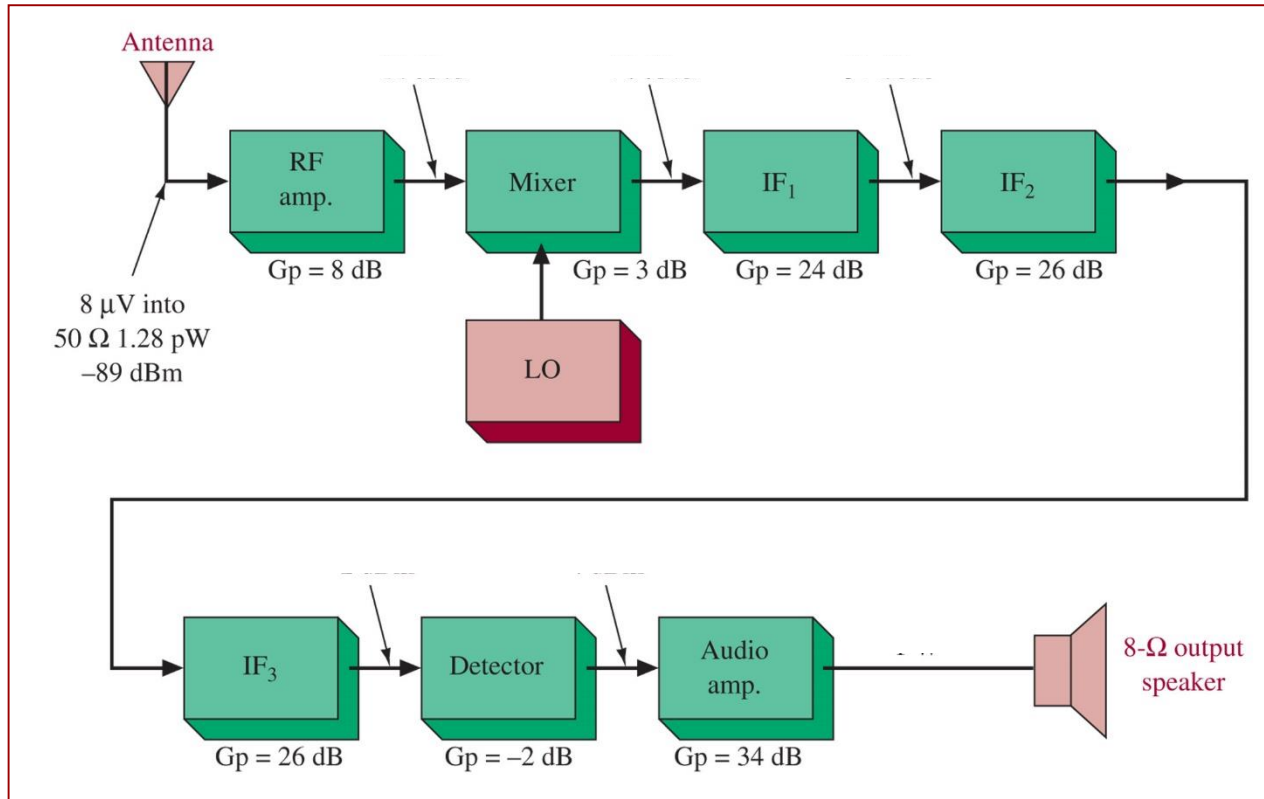 Antenna
RF
amp.
Mixer
IF₁
IF₂
Gp = 8 dB
Gp = 3 dB
Gp = 24 dB
Gp = 26 dB
8 µV into
50 Ω 1.28 pW
–89 dBm
LO
IF₃
Detector
Audio
amp.
8-Ω output
speaker
Gp = 26 dB
Gp = –2 dB
Gp = 34 dB